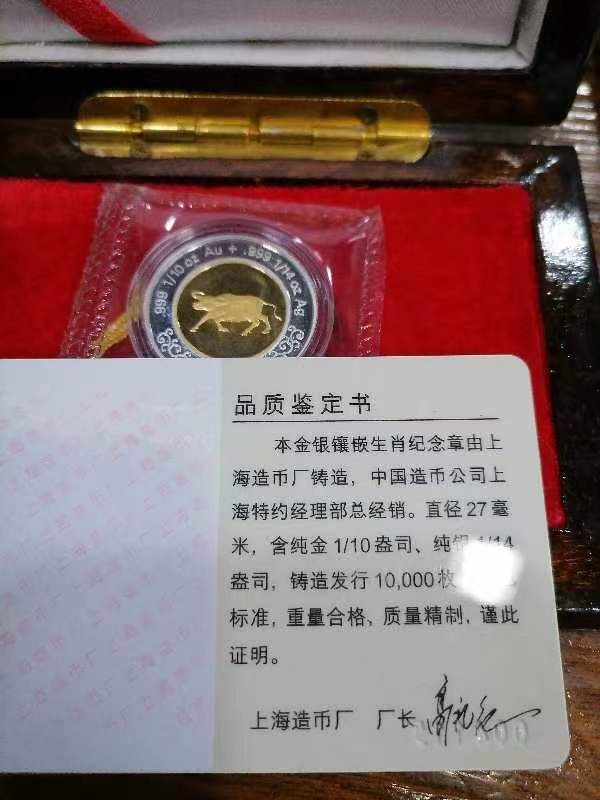 .999 1/10 oz Au + .999 1/14 oz Ag
品质鉴定书
本金银镶嵌生肖纪念章由上
海造币厂铸造，中国造币公司上
海特约经理部总经销。直径27毫
米，含纯金1/10盎司、纯银1/14
盎司，铸造发行10,000枚
标准，重量合格、质量精制，谨此
证明。
上海造币厂 厂长